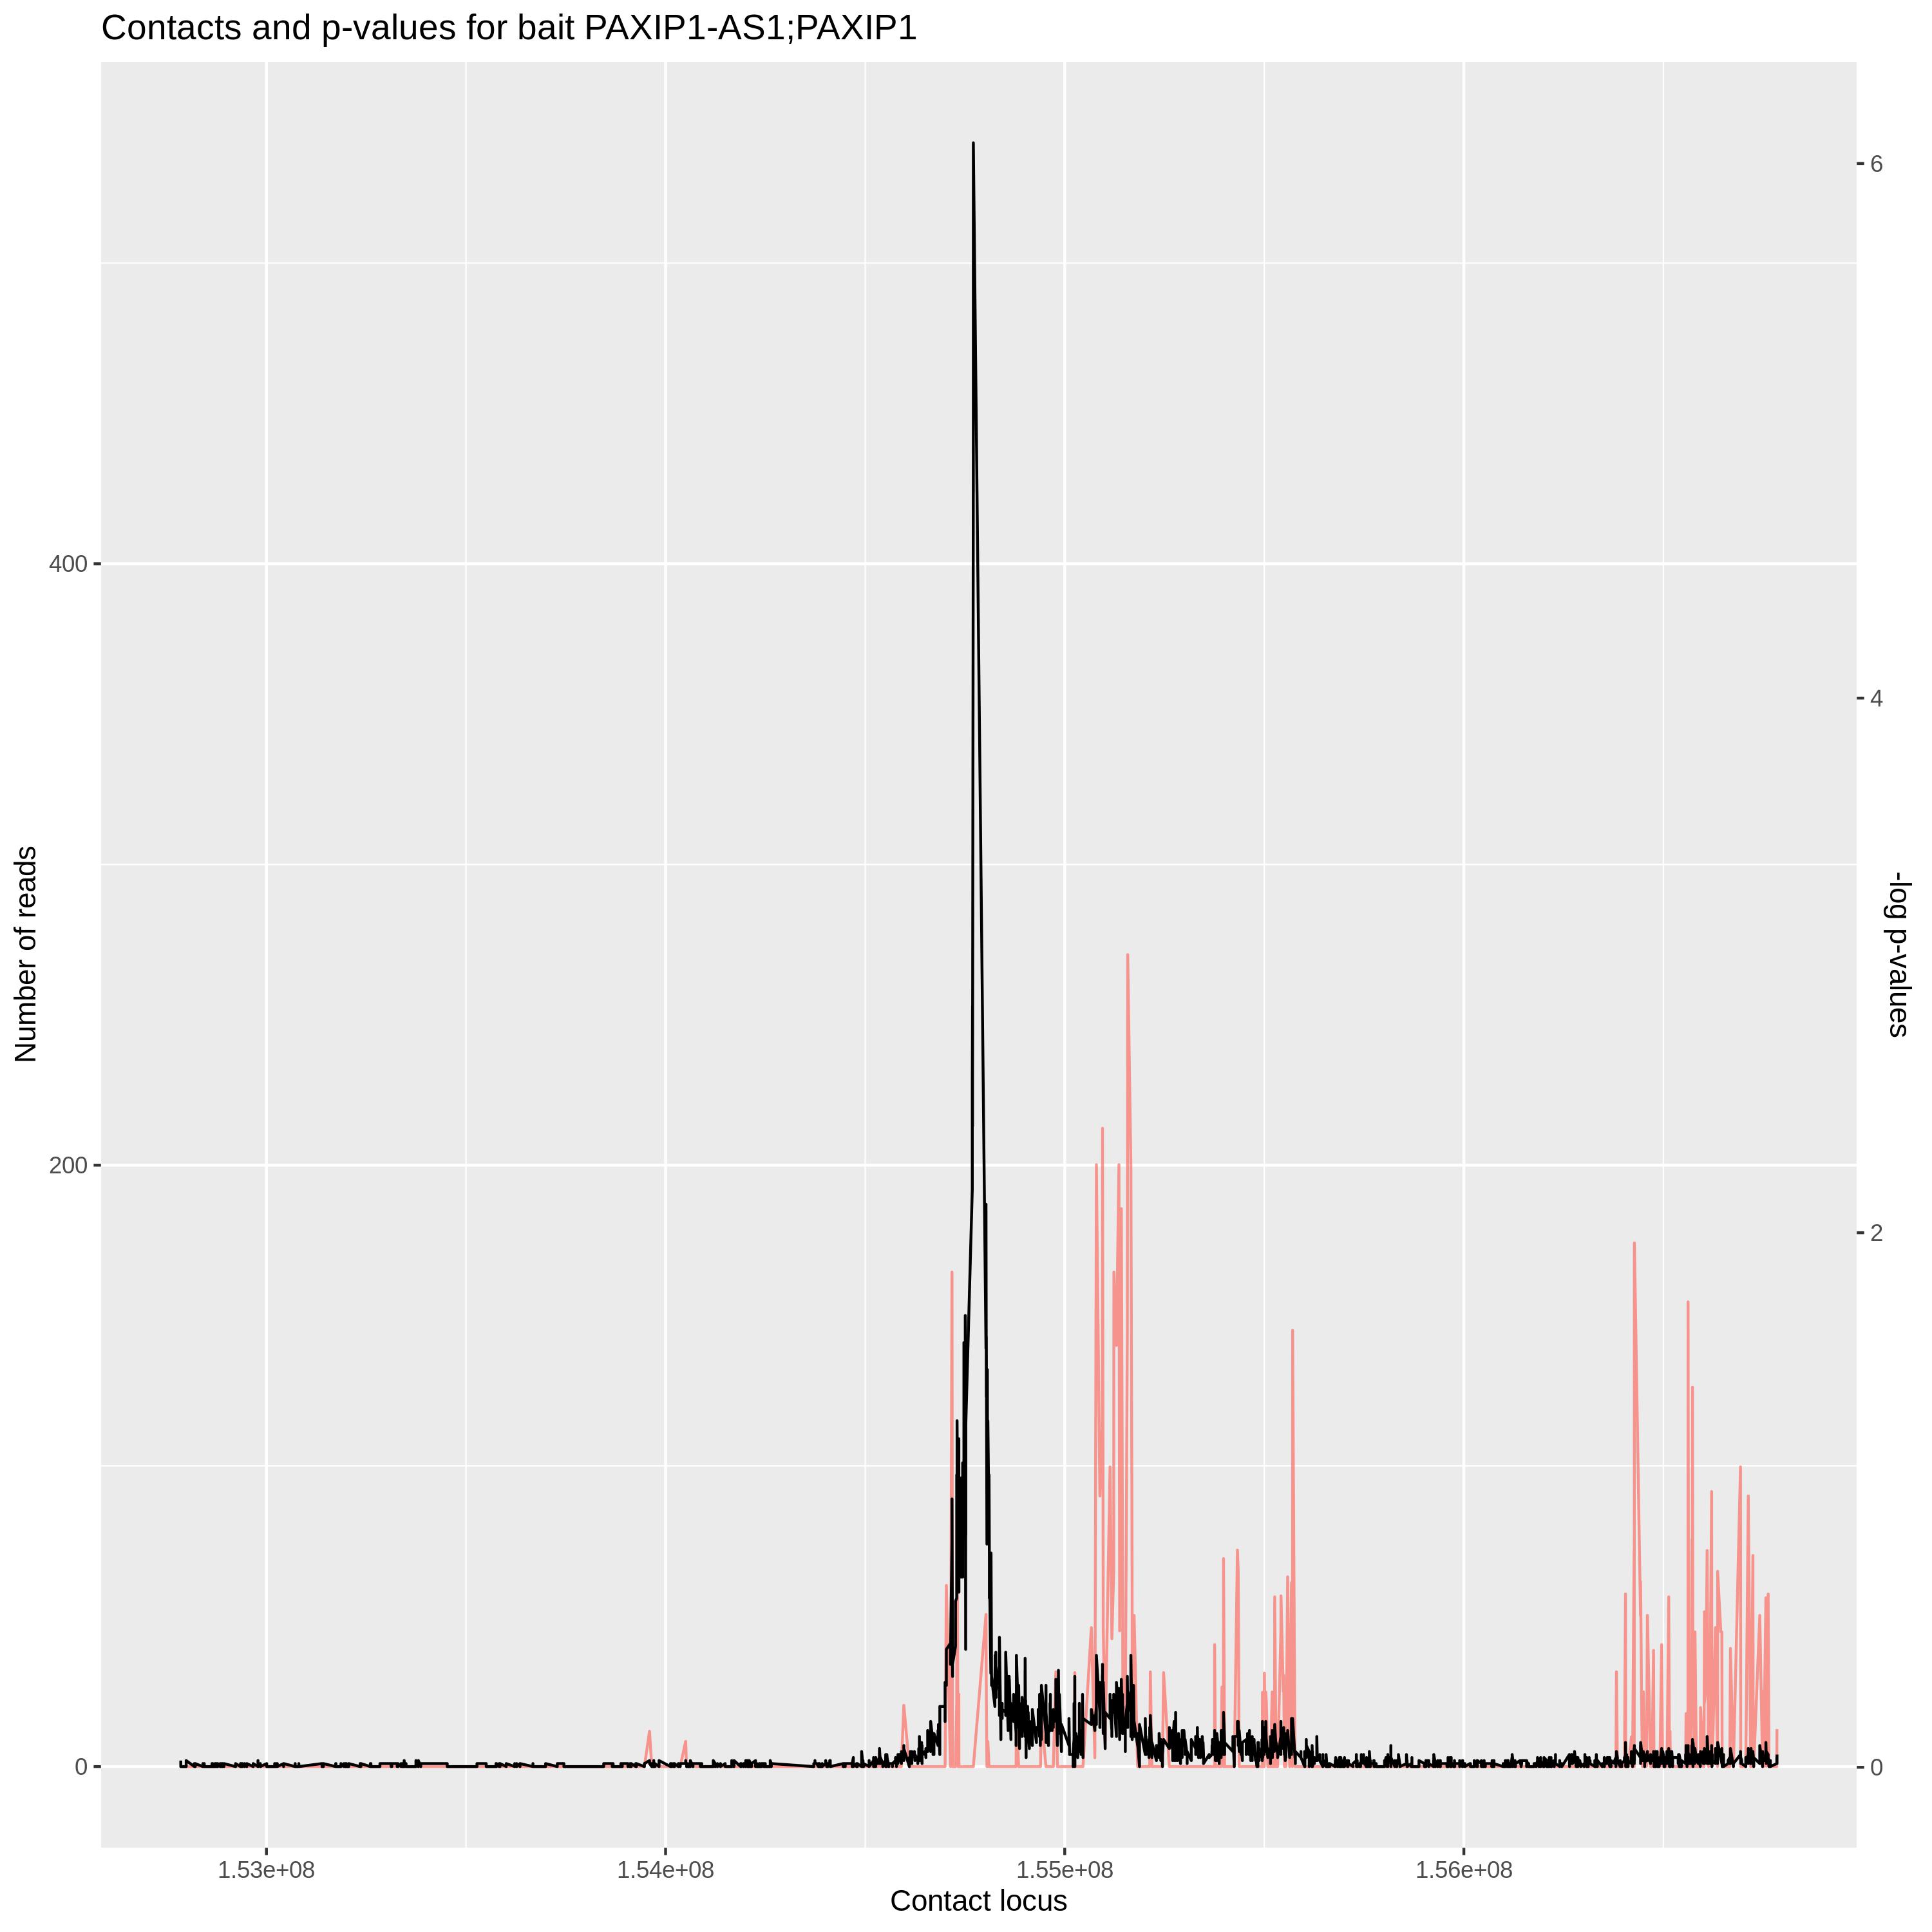 Contacts and p-values for bait PAXIP1-AS1;PAXIP1
6
400
4
Number of reads
-log p-values
200
2
0
0
1.53e+08
1.54e+08
1.55e+08
1.56e+08
Contact locus